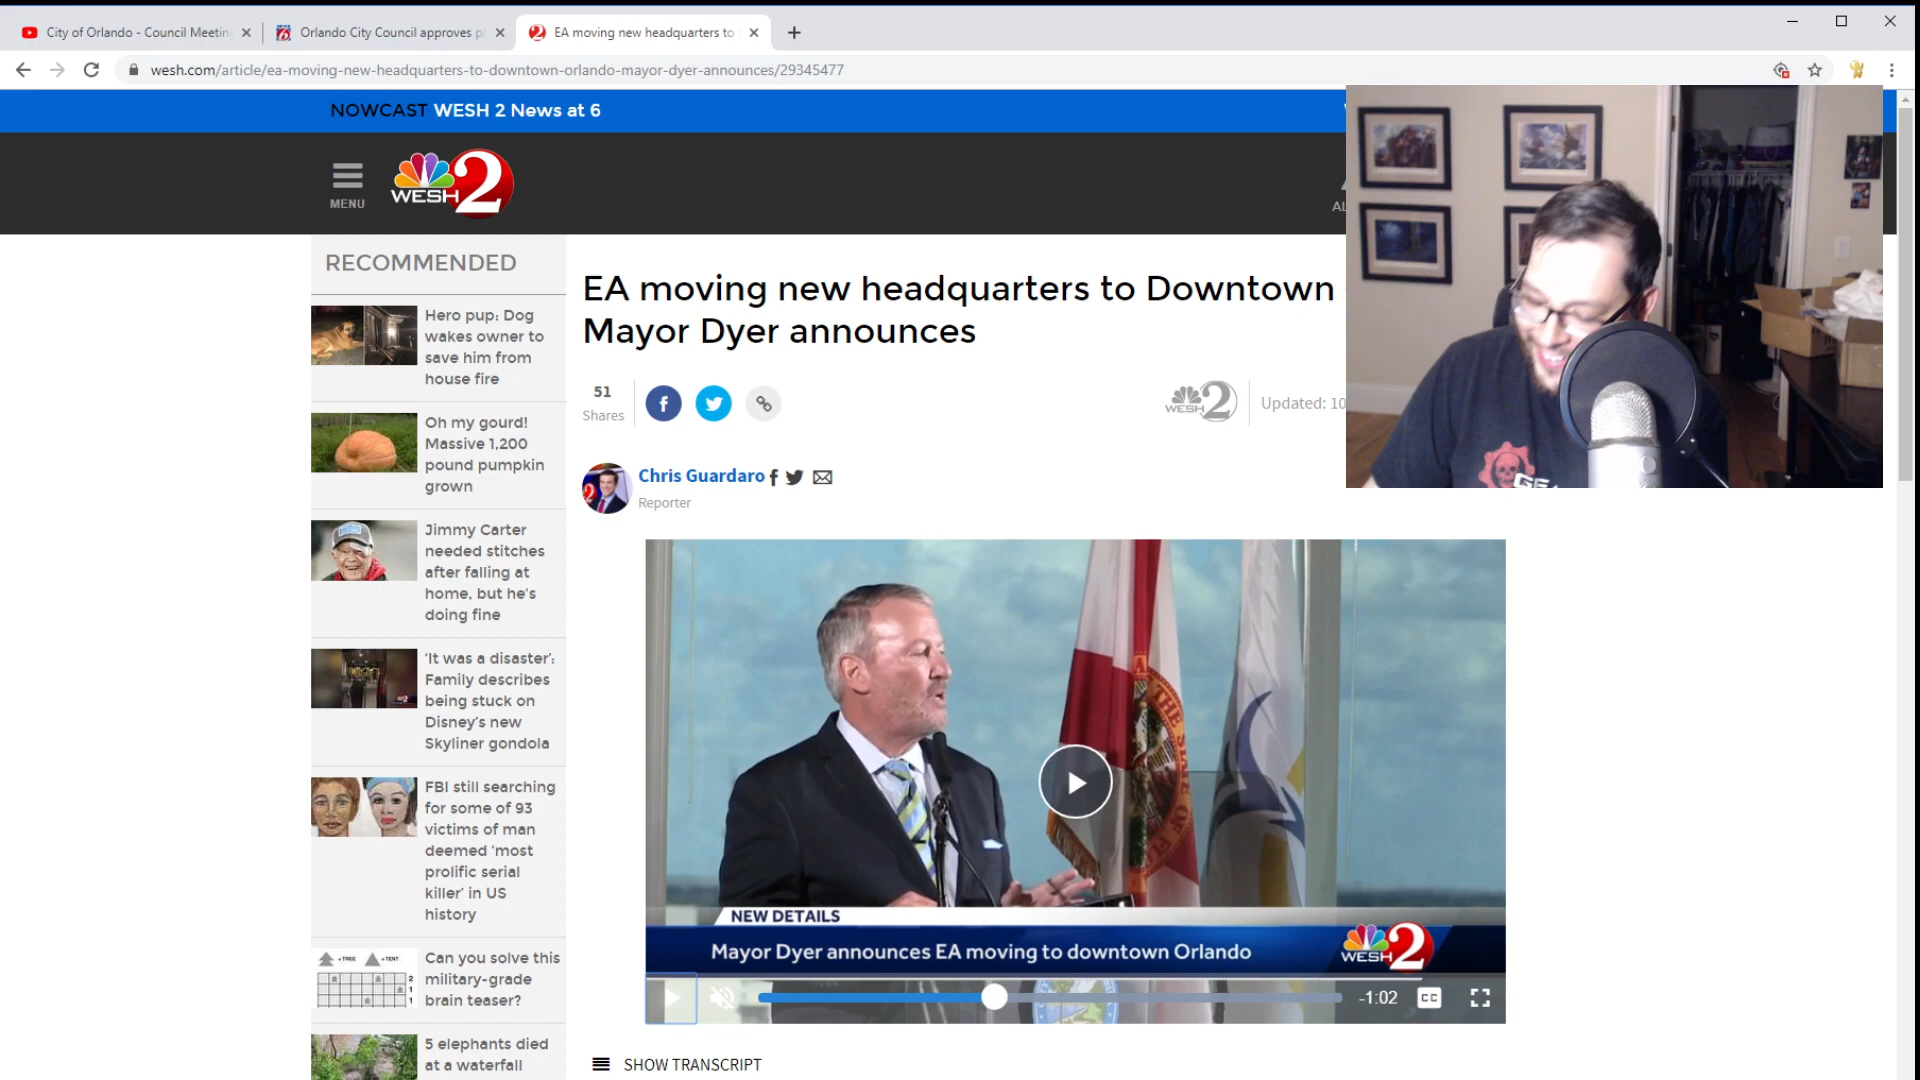 City of Orlando - Council Meetin
Orlando City Council approves p
EA moving new headquarters to
wesh.com/article/ea-moving-new-headquarters-to-downtown-orlando-mayor-dyer-announces/29345477
NOWCAST WESH 2 News at 6
MENU
WESH 2
AL
RECOMMENDED
Hero pup: Dog
wakes owner to
save him from
house fire
Oh my gourd!
Massive 1,200
pound pumpkin
grown
Jimmy Carter
needed stitches
after falling at
home, but he's
doing fine
'It was a disaster':
Family describes
being stuck on
Disney's new
Skyliner gondola
FBI still searching
for some of 93
victims of man
deemed 'most
prolific serial
killer' in US
history
Can you solve this
military-grade
brain teaser?
5 elephants died
at a waterfall
EA moving new headquarters to Downtown
Mayor Dyer announces
51
Shares
WESH 2
Updated: 10
Chris Guardaro
Reporter
NEW DETAILS
Mayor Dyer announces EA moving to downtown Orlando
WESH 2
-1:02
CC
SHOW TRANSCRIPT